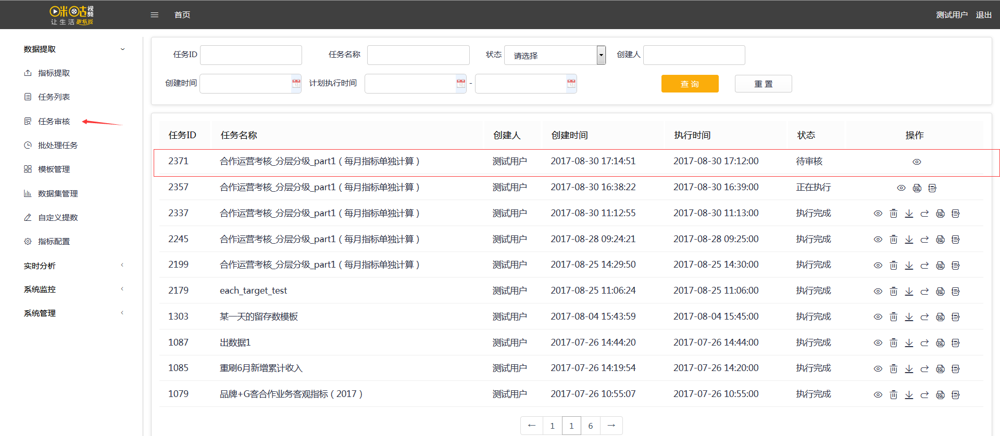 咪咕视频
让生活更有戏
首页
测试用户 退出
数据提取
指标提取
任务列表
任务审核
批处理任务
模板管理
数据集管理
自定义提数
指标配置
实时分析
系统监控
系统管理
任务ID 任务名称 状态 请选择 创建人
创建时间 计划执行时间 - 查 询 重 置
任务ID 任务名称 创建人 创建时间 执行时间 状态 操作
2371 合作运营考核_分层分级_part1（每月指标单独计算） 测试用户 2017-08-30 17:14:51 2017-08-30 17:12:00 待审核
2357 合作运营考核_分层分级_part1（每月指标单独计算） 测试用户 2017-08-30 16:38:22 2017-08-30 16:39:00 正在执行
2337 合作运营考核_分层分级_part1（每月指标单独计算） 测试用户 2017-08-30 11:12:55 2017-08-30 11:13:00 执行完成
2245 合作运营考核_分层分级_part1（每月指标单独计算） 测试用户 2017-08-28 09:24:21 2017-08-28 09:25:00 执行完成
2199 合作运营考核_分层分级_part1（每月指标单独计算） 测试用户 2017-08-25 14:29:50 2017-08-25 14:30:00 执行完成
2179 each_target_test 测试用户 2017-08-25 11:06:24 2017-08-25 11:06:00 执行完成
1303 某一天的留存数模板 测试用户 2017-08-04 15:43:59 2017-08-04 15:45:00 执行完成
1087 出数据1 测试用户 2017-07-26 14:44:20 2017-07-26 14:44:00 执行完成
1085 重刷6月新增累计收入 测试用户 2017-07-26 14:19:54 2017-07-26 14:20:00 执行完成
1079 品牌+G客合作业务客观指标（2017） 测试用户 2017-07-26 10:55:07 2017-07-26 10:55:00 执行完成
← 1 1 6 →